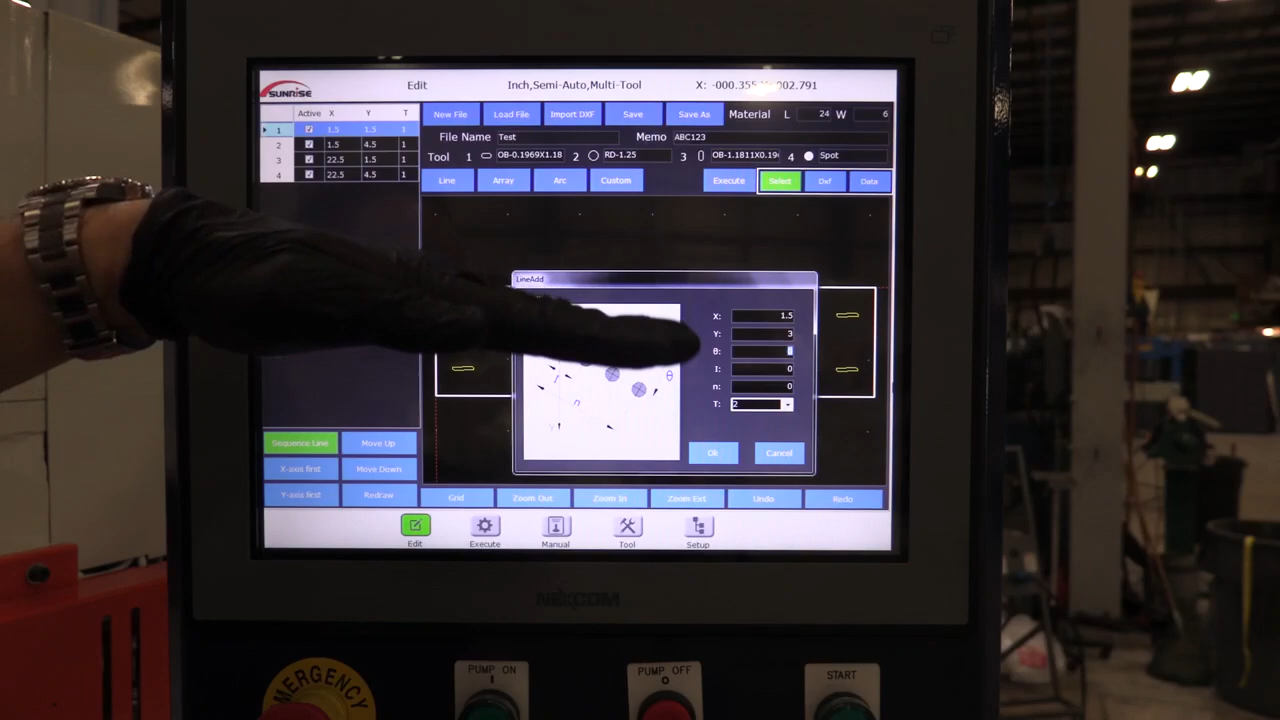 SUNRISE Edit Inch,Semi-Auto,Multi-Tool X: -000.355 Y: 002.791
Active X Y T
1 1.5 1.5 1
2 1.5 4.5 1
3 22.5 1.5 1
4 22.5 4.5 1
New File Load File Import DXF Save Save As Material L 24 W 6
File Name Test Memo ABC123
Tool 1 OB-0.1969X1.18 2 RD-1.25 3 OB-1.1811X0.19 4 Spot
Line Array Arc Custom Execute Select Dxf Data
LineAdd
X: 1.5
Y: 3
θ:
I: 0
n: 0
T: 2
θ
n
Ok Cancel
Sequence Line Move Up
X-axis first Move Down
Y-axis first Redraw
Grid Zoom Out Zoom In Zoom Ext Undo Redo
Edit Execute Manual Tool Setup
NEXCOM
EMERGENCY
PUMP ON
I
PUMP OFF
O
START